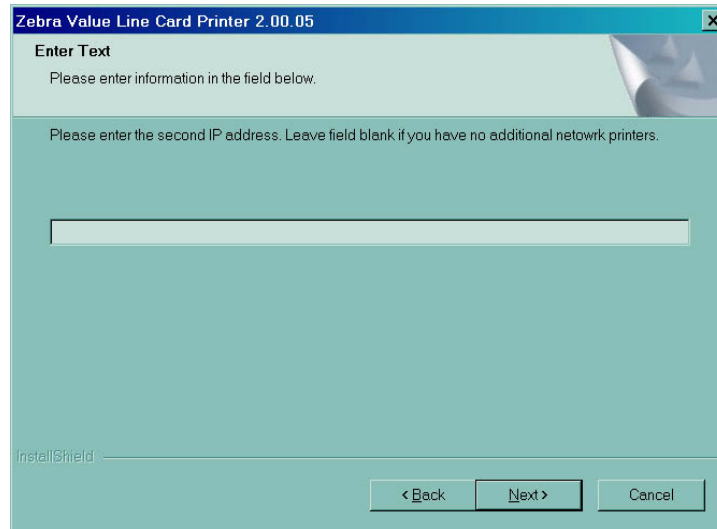 Zebra Value Line Card Printer 2.00.05
Enter Text
Please enter information in the field below.
Please enter the second IP address. Leave field blank if you have no additional netowrk printers.
InstallShield
< Back
Next >
Cancel